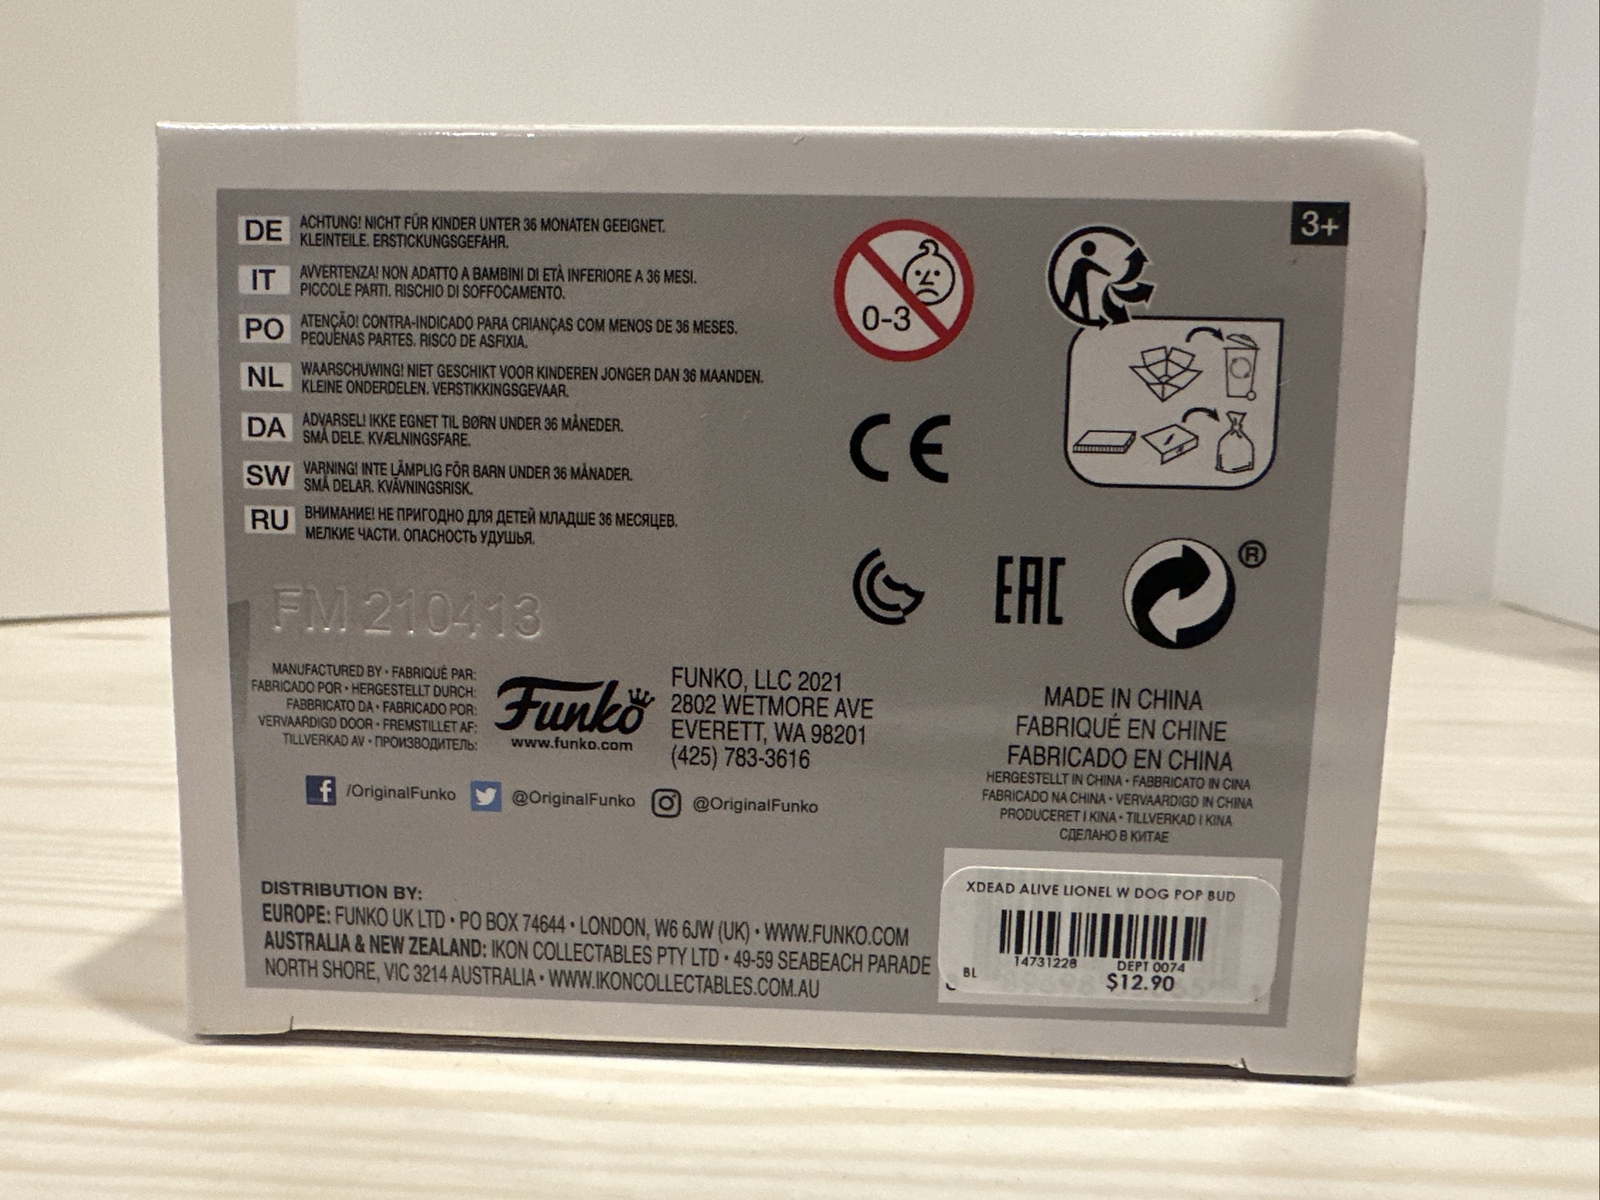 3+
DE ACHTUNG! NICHT FÜR KINDER UNTER 36 MONATEN GEEIGNET.
KLEINTEILE. ERSTICKUNGSGEFAHR.
IT AVVERTENZA! NON ADATTO A BAMBINI DI ETÀ INFERIORE A 36 MESI.
PICCOLE PARTI. RISCHIO DI SOFFOCAMENTO.
PO ATENÇÃO! CONTRA-INDICADO PARA CRIANÇAS COM MENOS DE 36 MESES.
PEQUENAS PARTES. RISCO DE ASFIXIA.
NL WAARSCHUWING! NIET GESCHIKT VOOR KINDEREN JONGER DAN 36 MAANDEN.
KLEINE ONDERDELEN. VERSTIKKINGSGEVAAR.
DA ADVARSEL! IKKE EGNET TIL BØRN UNDER 36 MÅNEDER.
SMÅ DELE. KVÆLNINGSFARE.
SW VARNING! INTE LÄMPLIG FÖR BARN UNDER 36 MÅNADER.
SMÅ DELAR. KVÄVNINGSRISK.
RU ВНИМАНИЕ! НЕ ПРИГОДНО ДЛЯ ДЕТЕЙ МЛАДШЕ 36 МЕСЯЦЕВ.
МЕЛКИЕ ЧАСТИ. ОПАСНОСТЬ УДУШЬЯ.
0-3
CE
EAC
®
FM 210413
MANUFACTURED BY • FABRIQUÉ PAR:
FABRICADO POR • HERGESTELLT DURCH:
FABBRICATO DA • FABRICADO POR:
VERVAARDIGD DOOR • FREMSTILLET AF:
TILLVERKAD AV • ПРОИЗВОДИТЕЛЬ:
Funko
www.funko.com
FUNKO, LLC 2021
2802 WETMORE AVE
EVERETT, WA 98201
(425) 783-3616
f /OriginalFunko @OriginalFunko @OriginalFunko
MADE IN CHINA
FABRIQUÉ EN CHINE
FABRICADO EN CHINA
HERGESTELLT IN CHINA • FABBRICATO IN CINA
FABRICADO NA CHINA • VERVAARDIGD IN CHINA
PRODUCERET I KINA • TILLVERKAD I KINA
СДЕЛАНО В КИТАЕ
DISTRIBUTION BY:
EUROPE: FUNKO UK LTD • PO BOX 74644 • LONDON, W6 6JW (UK) • WWW.FUNKO.COM
AUSTRALIA & NEW ZEALAND: IKON COLLECTABLES PTY LTD • 49-59 SEABEACH PARADE
NORTH SHORE, VIC 3214 AUSTRALIA • WWW.IKONCOLLECTABLES.COM.AU
XDEAD ALIVE LIONEL W DOG POP BUD
14731228 DEPT 0074
BL $12.90